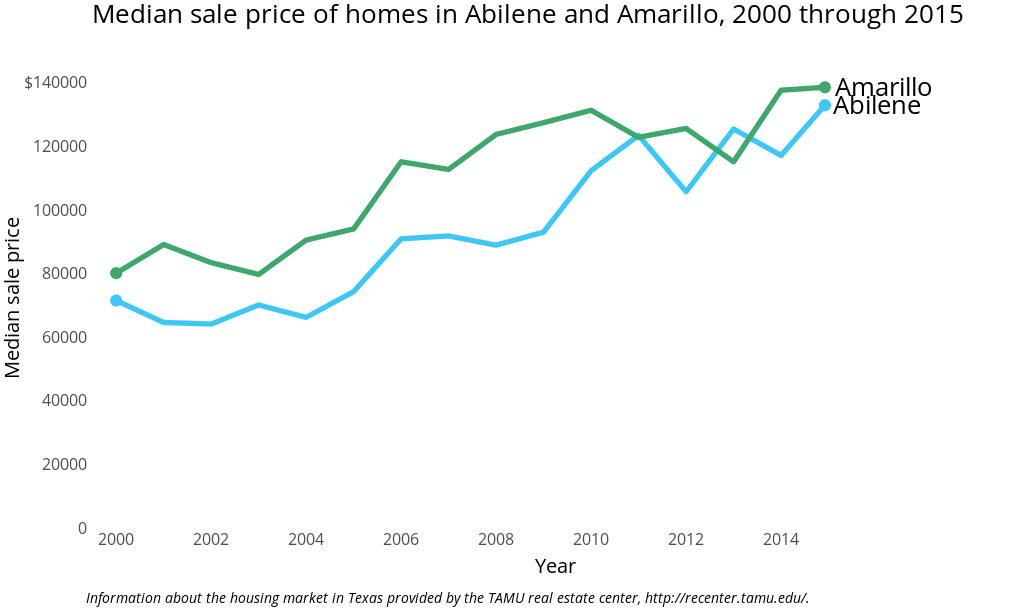 Median sale price of homes in Abilene and Amarillo, 2000 through 2015
$140000
120000
100000
80000
60000
40000
20000
0
Median sale price
Amarillo
Abilene
2000 2002 2004 2006 2008 2010 2012 2014
Year
Information about the housing market in Texas provided by the TAMU real estate center, http://recenter.tamu.edu/.